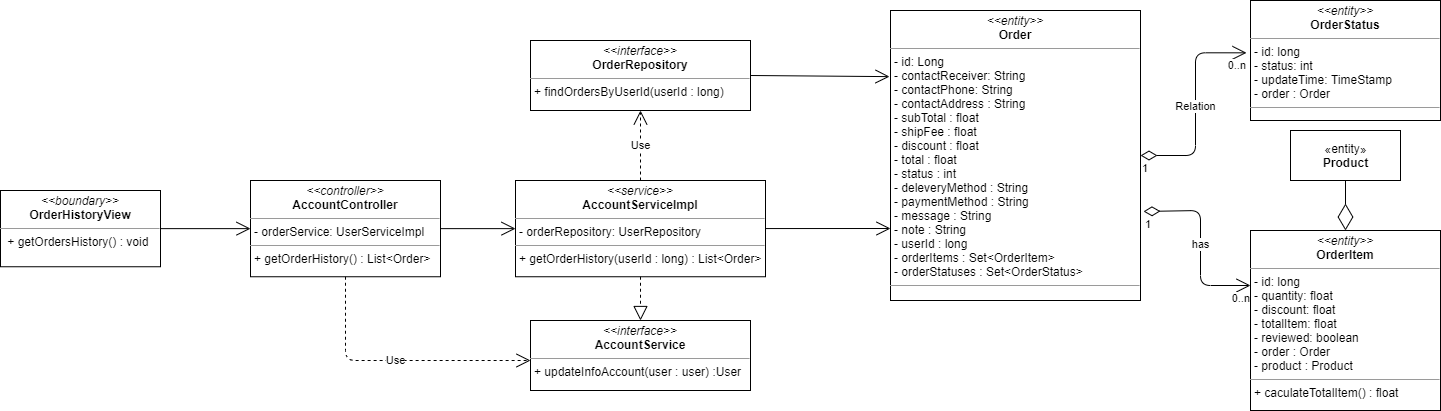 <<boundary>>
OrderHistoryView
+ getOrdersHistory() : void
<<controller>>
AccountController
- orderService: UserServiceImpl
+ getOrderHistory() : List<Order>
<<interface>>
OrderRepository
+ findOrdersByUserId(userId : long)
Use
<<service>>
AccountServiceImpl
- orderRepository: UserRepository
+ getOrderHistory(userId : long) : List<Order>
<<interface>>
AccountService
+ updateInfoAccount(user : user) :User
Use
<<entity>>
Order
- id: Long
- contactReceiver: String
- contactPhone: String
- contactAddress : String
- subTotal : float
- shipFee : float
- discount : float
- total : float
- status : int
- deleveryMethod : String
- paymentMethod : String
- message : String
- note : String
- userId : long
- orderItems : Set<OrderItem>
- orderStatuses : Set<OrderStatus>
1
Relation
0..n
1
has
0..n
<<entity>>
OrderStatus
- id: long
- status: int
- updateTime: TimeStamp
- order : Order
«entity»
Product
<<entity>>
OrderItem
- id: long
- quantity: float
- discount: float
- totalItem: float
- reviewed: boolean
- order : Order
- product : Product
+ caculateTotalItem() : float